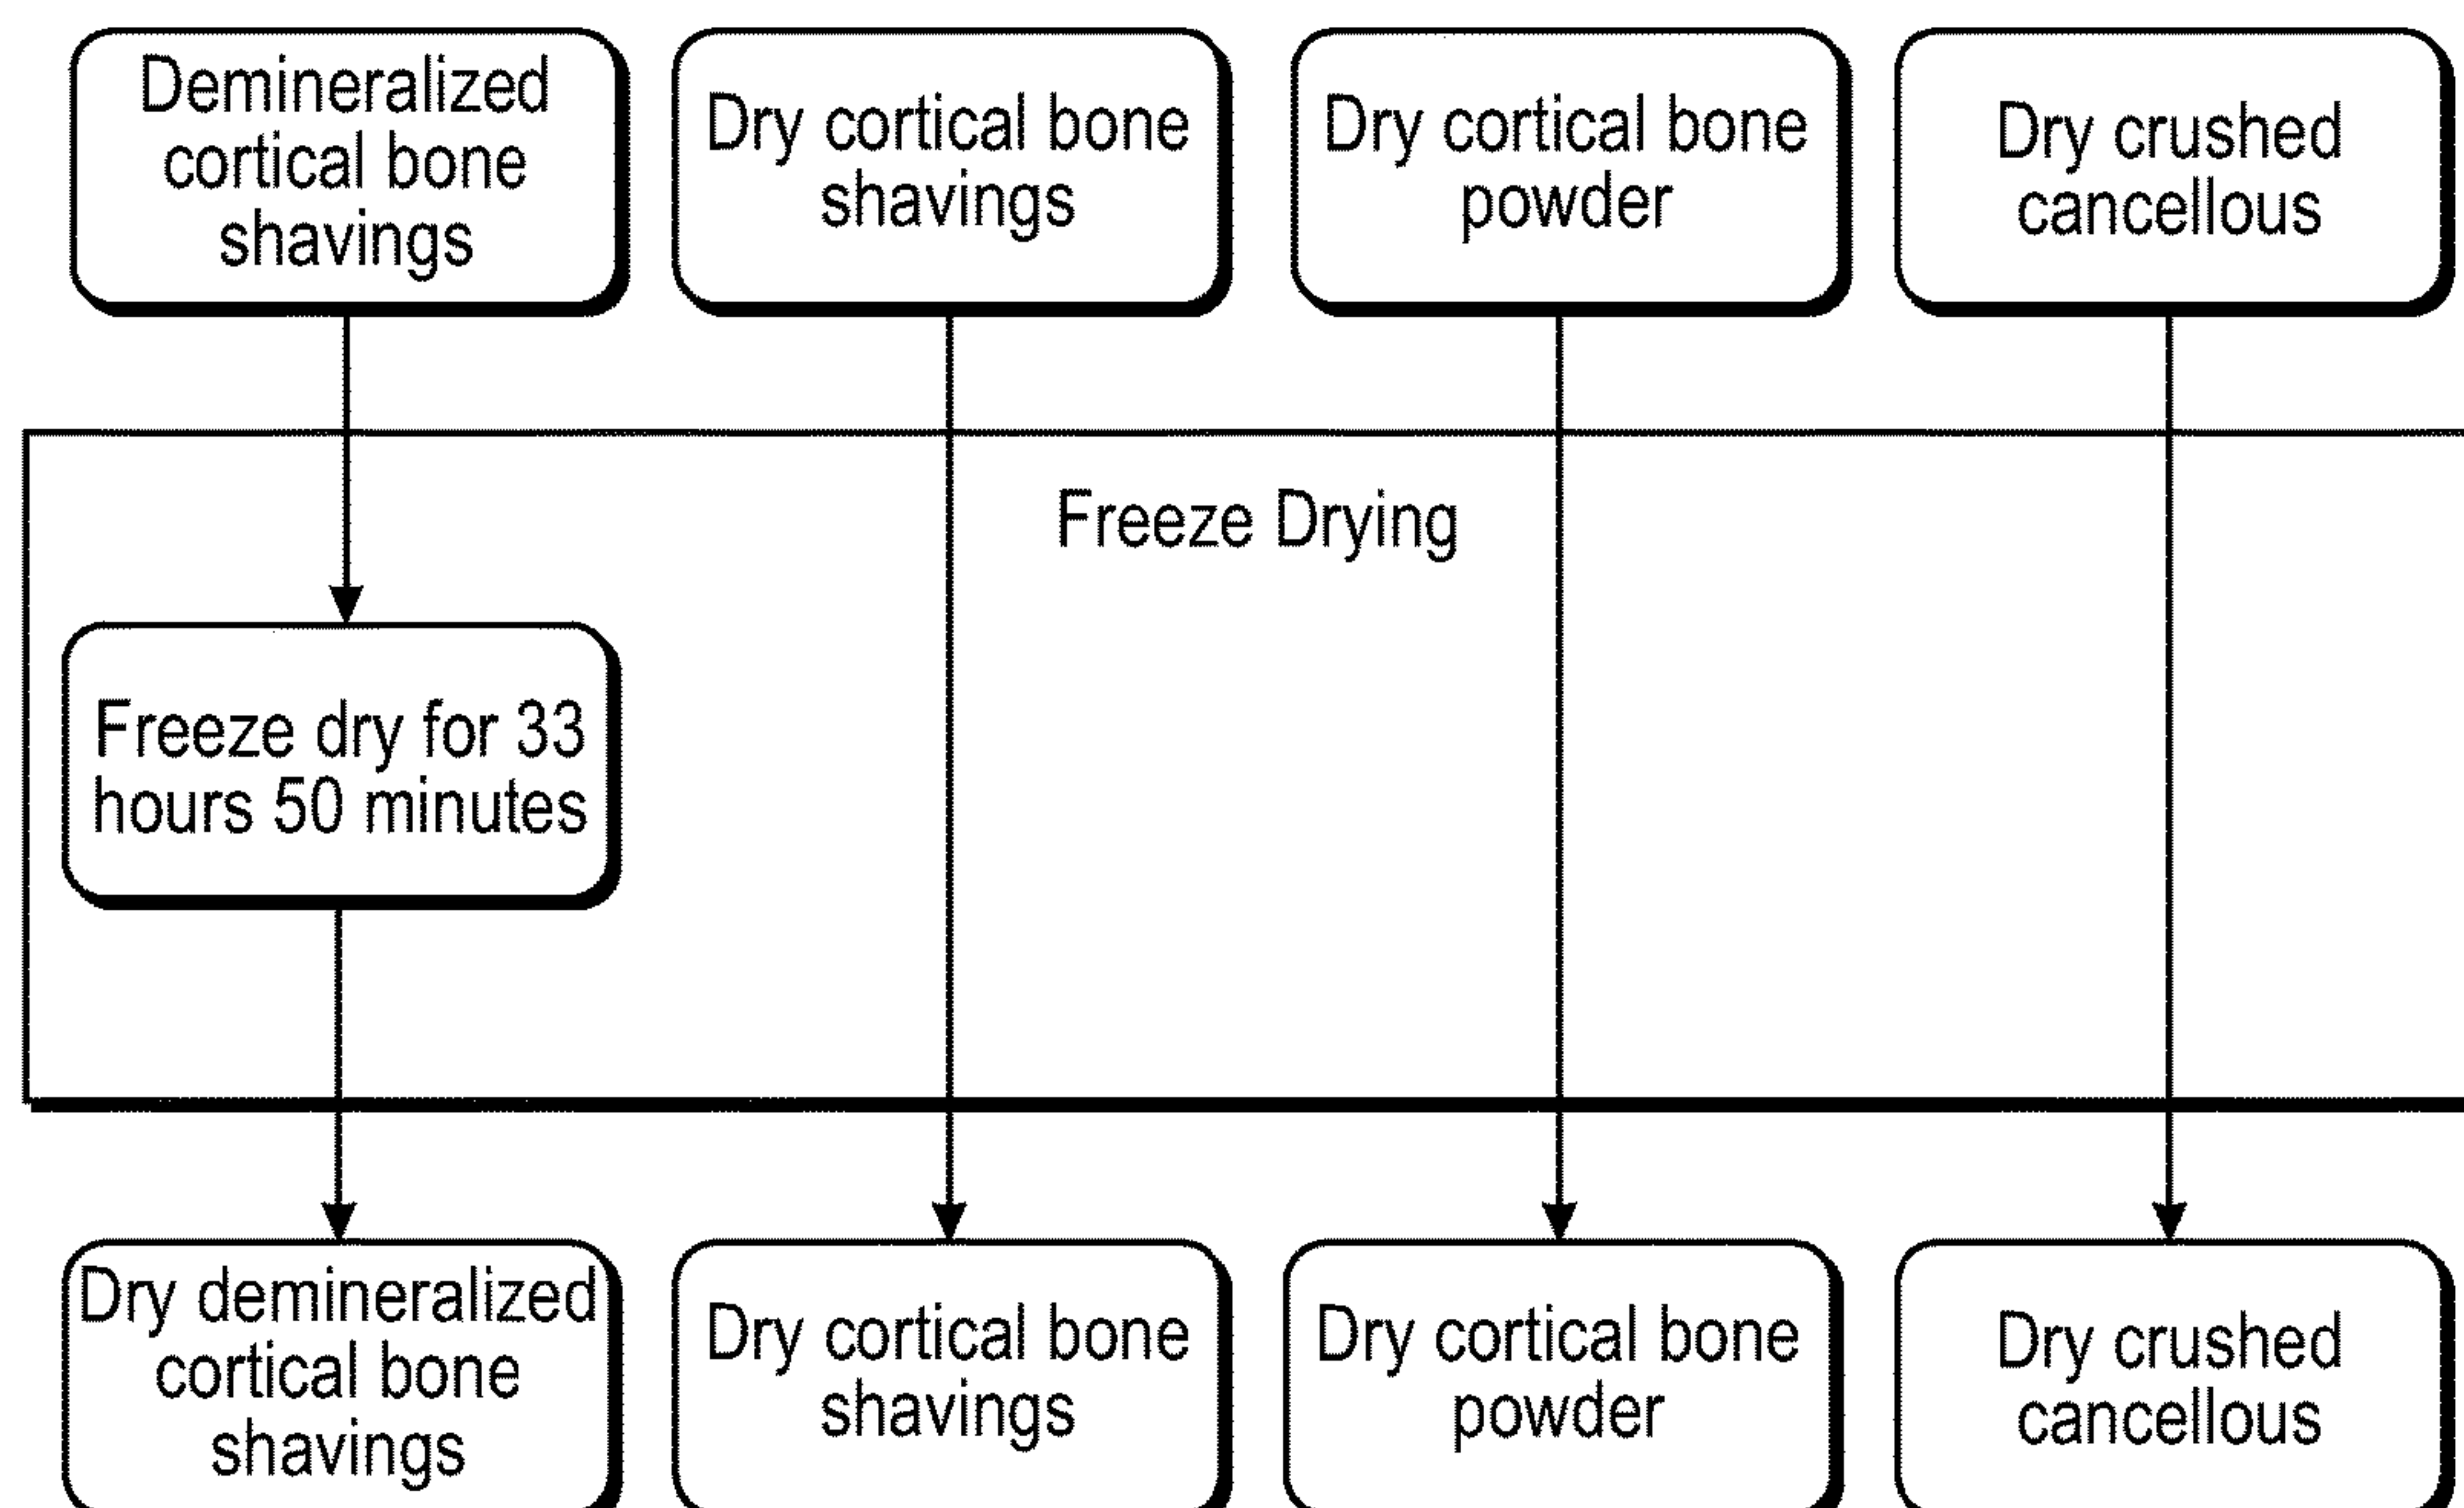 Demineralized
cortical bone
shavings
Dry cortical bone
shavings
Dry cortical bone
powder
Dry crushed
cancellous
Freeze Drying
Freeze dry for 33
hours 50 minutes
Dry demineralized
cortical bone
shavings
Dry cortical bone
shavings
Dry cortical bone
powder
Dry crushed
cancellous